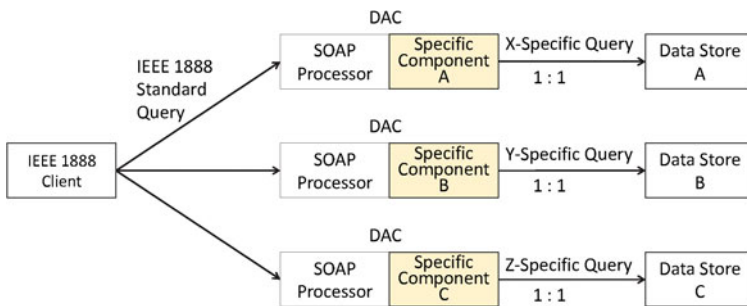 DAC
SOAP
Processor
Specific
Component
A
X-Specific Query
1 : 1
Data Store
A
IEEE 1888
Standard
Query
DAC
IEEE 1888
Client
SOAP
Processor
Specific
Component
B
Y-Specific Query
1 : 1
Data Store
B
DAC
SOAP
Processor
Specific
Component
C
Z-Specific Query
1 : 1
Data Store
C